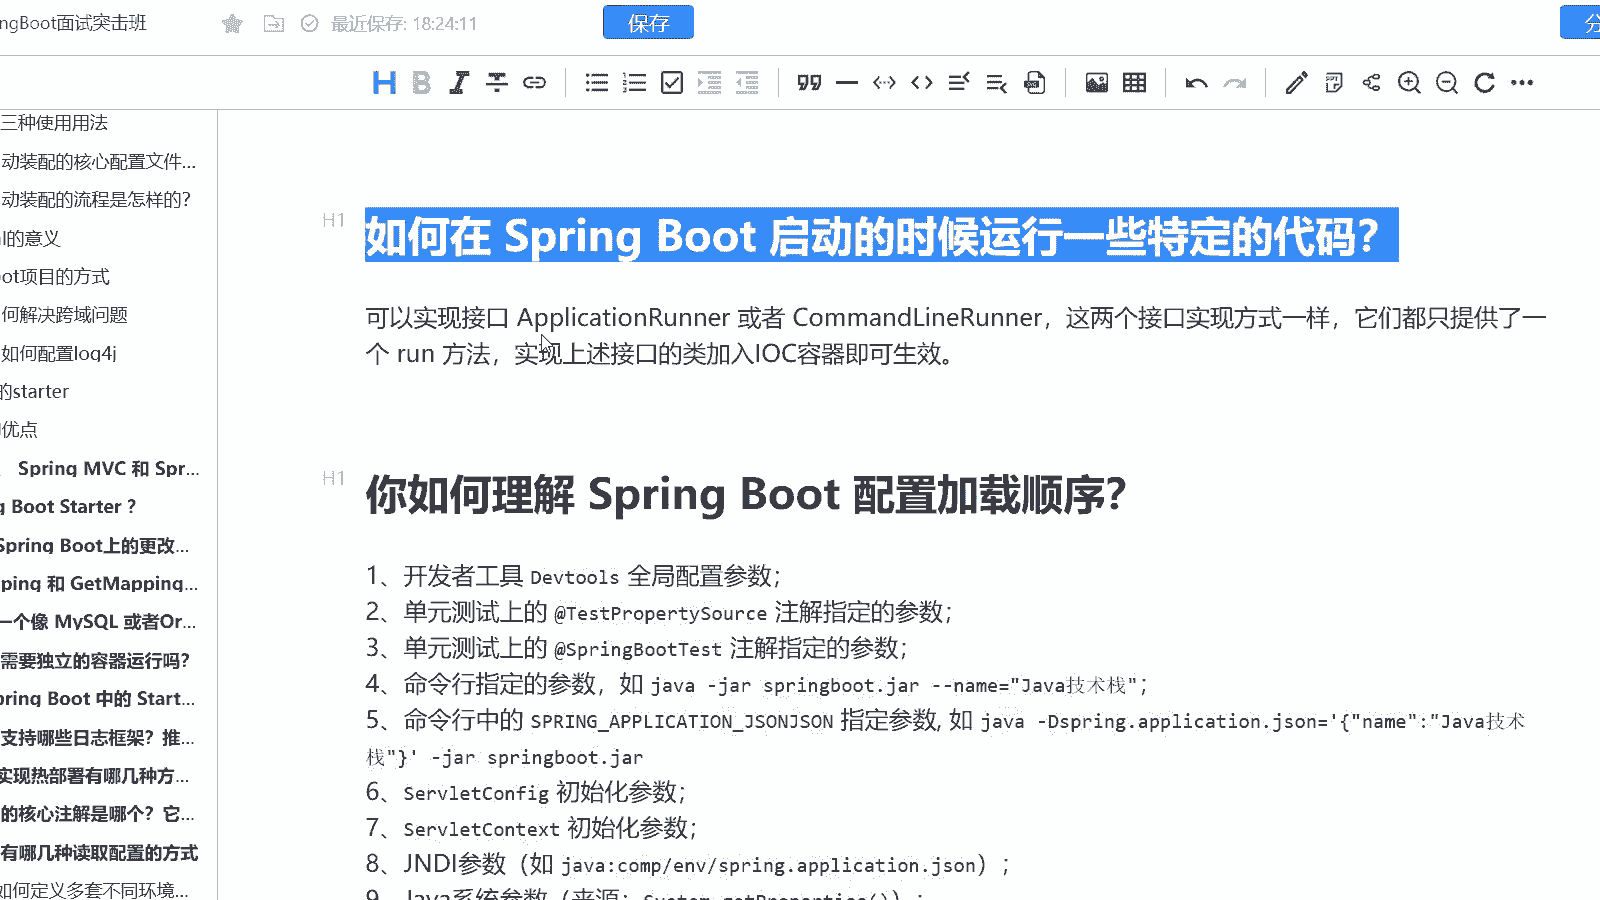 ngBoot面试突击班
最近保存: 18:24:11
保存
分
H B I
三种使用用法
动装配的核心配置文件...
动装配的流程是怎样的?
的意义
ot项目的方式
何解决跨域问题
如何配置log4j
的starter
优点
Spring MVC 和 Spr...
g Boot Starter ?
Spring Boot上的更改...
ping 和 GetMapping...
一个像 MySQL 或者Or...
需要独立的容器运行吗?
pring Boot 中的 Start...
支持哪些日志框架? 推...
实现热部署有哪几种方...
的核心注解是哪个? 它...
有哪几种读取配置的方式
如何定义多套不同环境...
H1
如何在 Spring Boot 启动的时候运行一些特定的代码?
可以实现接口 ApplicationRunner 或者 CommandLineRunner，这两个接口实现方式一样，它们都只提供了一
个 run 方法，实现上述接口的类加入IOC容器即可生效。
H1
你如何理解 Spring Boot 配置加载顺序?
1、开发者工具 Devtools 全局配置参数；
2、单元测试上的 @TestPropertySource 注解指定的参数；
3、单元测试上的 @SpringBootTest 注解指定的参数；
4、命令行指定的参数，如 java -jar springboot.jar --name="Java技术栈"；
5、命令行中的 SPRING_APPLICATION_JSONJSON 指定参数, 如 java -Dspring.application.json='{"name":"Java技术
栈"}' -jar springboot.jar
6、ServletConfig 初始化参数；
7、ServletContext 初始化参数；
8、JNDI参数（如 java:comp/env/spring.application.json）；
9、Java系统参数（来源：System.getProperties()）；